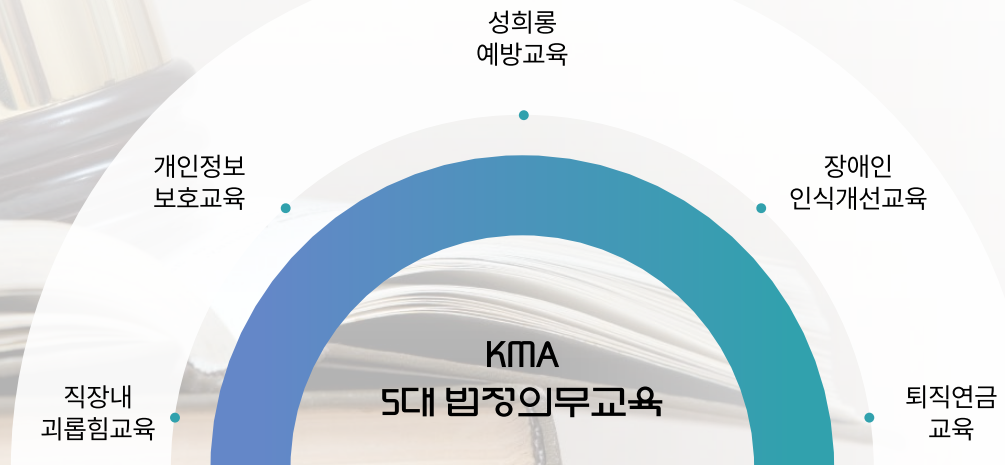 성희롱
예방교육
개인정보
보호교육
장애인
인식개선교육
KMA
5대 법정의무교육
직장내
괴롭힘교육
퇴직연금
교육